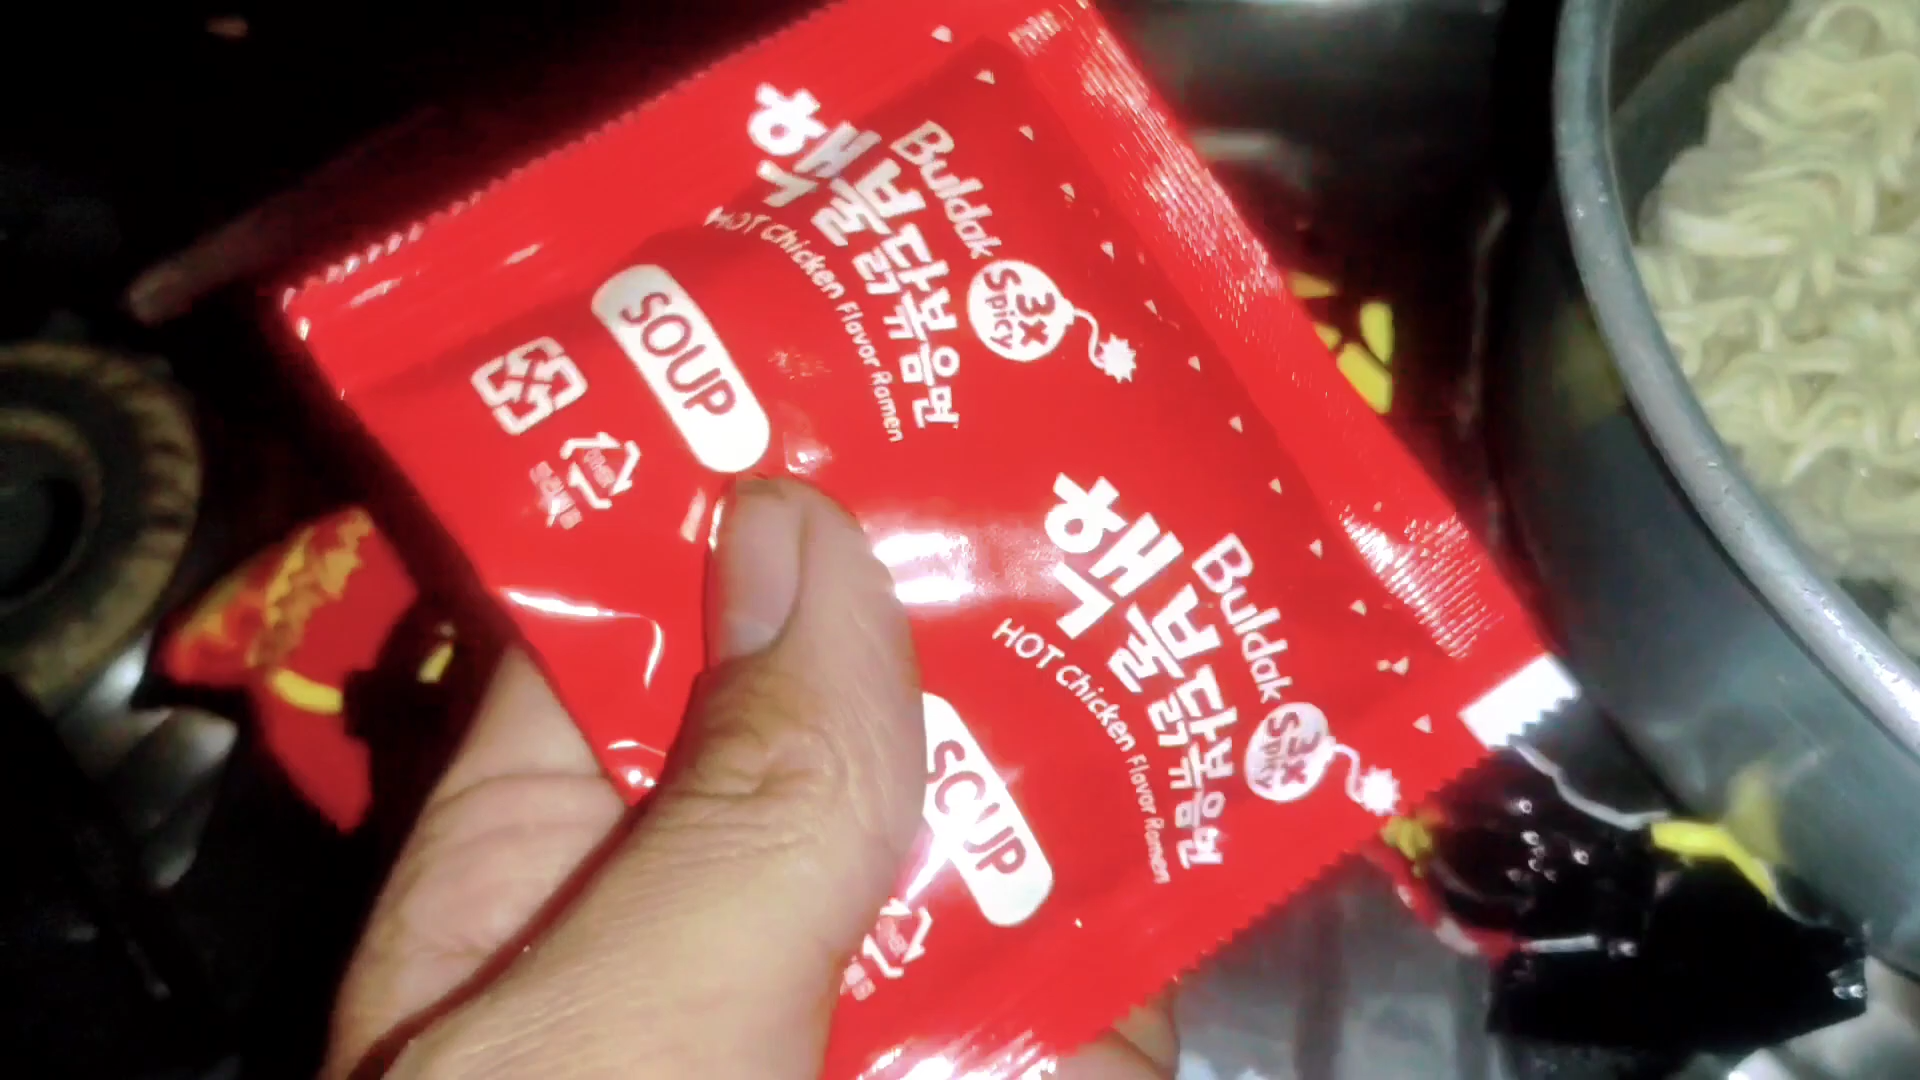 Buldak
3x
Spicy
핵불닭볶음면
HOT Chicken Flavor Ramen
SOUP
Buldak
3x
Spicy
핵불닭볶음면
HOT Chicken Flavor Ramen
SOUP